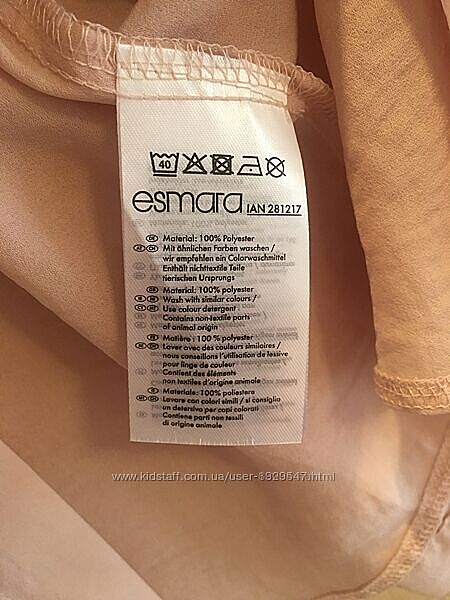 40
esmara IAN 281217
Material: 100% Polyester
Mit ähnlichen Farben waschen /
wir empfehlen ein Colorwaschmittel
Enthält nichttextile Teile
tierischen Ursprungs
Material: 100% polyester
Wash with similar colours /
Use colour detergent
Contains non-textile parts
of animal origin
Matière : 100% polyester
Laver avec des couleurs similaires /
nous conseillons l'utilisation de lessive
pour linge de couleur
Contient des éléments
non textiles d'origine animale
Materiale: 100% poliestere
Lavare con colori simili / si consiglia
un detersivo per capi colorati
Contiene parti non tessili
di origine animale
www.kidstaff.com.ua/user-1999547.html